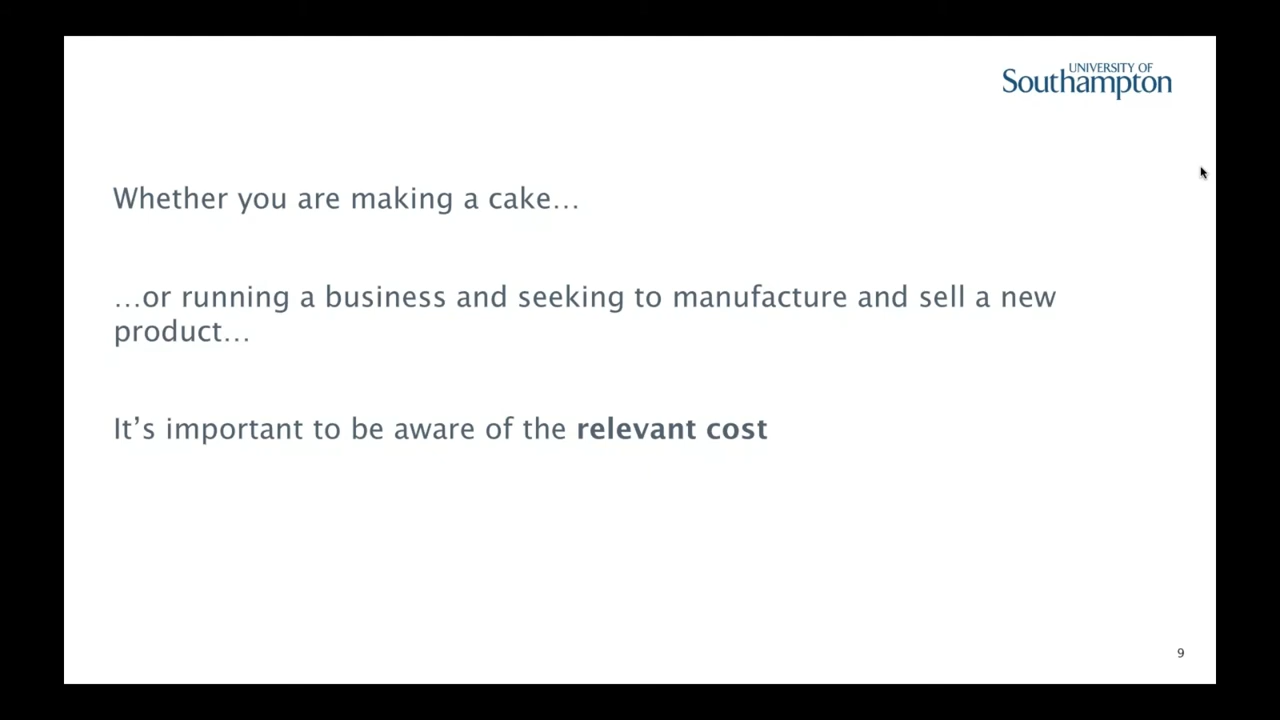 UNIVERSITY OF
Southampton
Whether you are making a cake…
…or running a business and seeking to manufacture and sell a new
product…
It’s important to be aware of the relevant cost
9